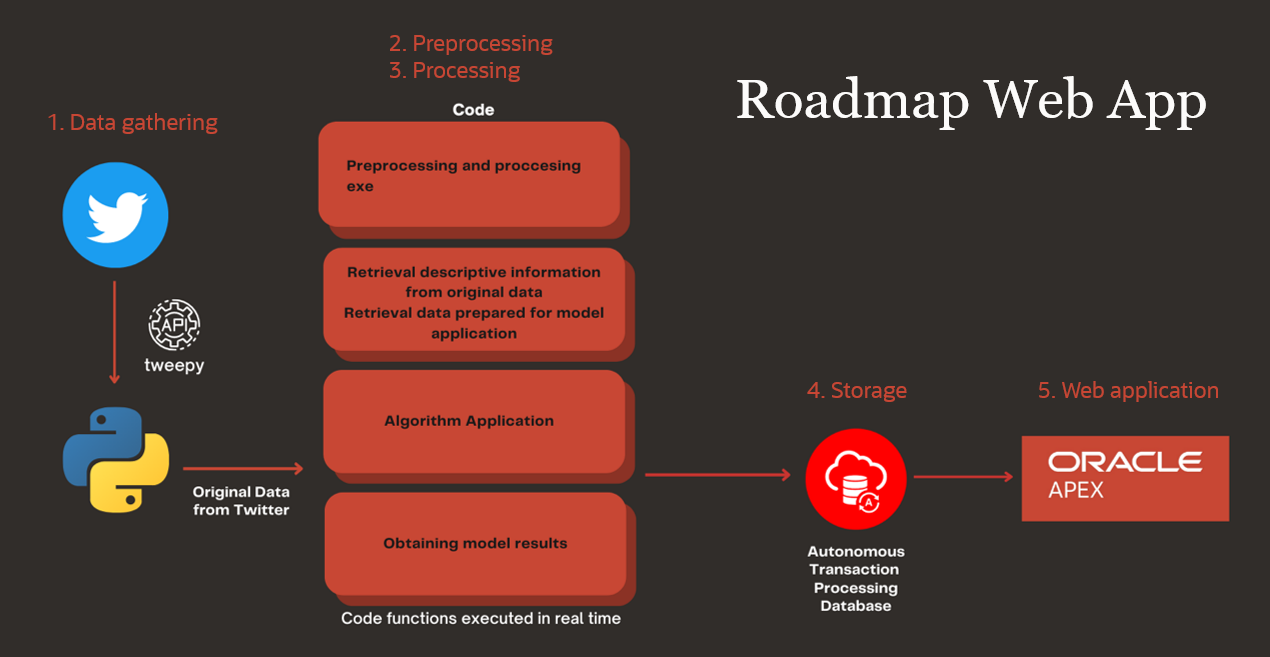 Roadmap Web App
1. Data gathering
API
tweepy
Original Data
from Twitter
2. Preprocessing
3. Processing
Code
Preprocessing and proccesing
exe
Retrieval descriptive information
from original data
Retrieval data prepared for model
application
Algorithm Application
Obtaining model results
Code functions executed in real time
4. Storage
A
Autonomous
Transaction
Processing
Database
5. Web application
ORACLE
APEX